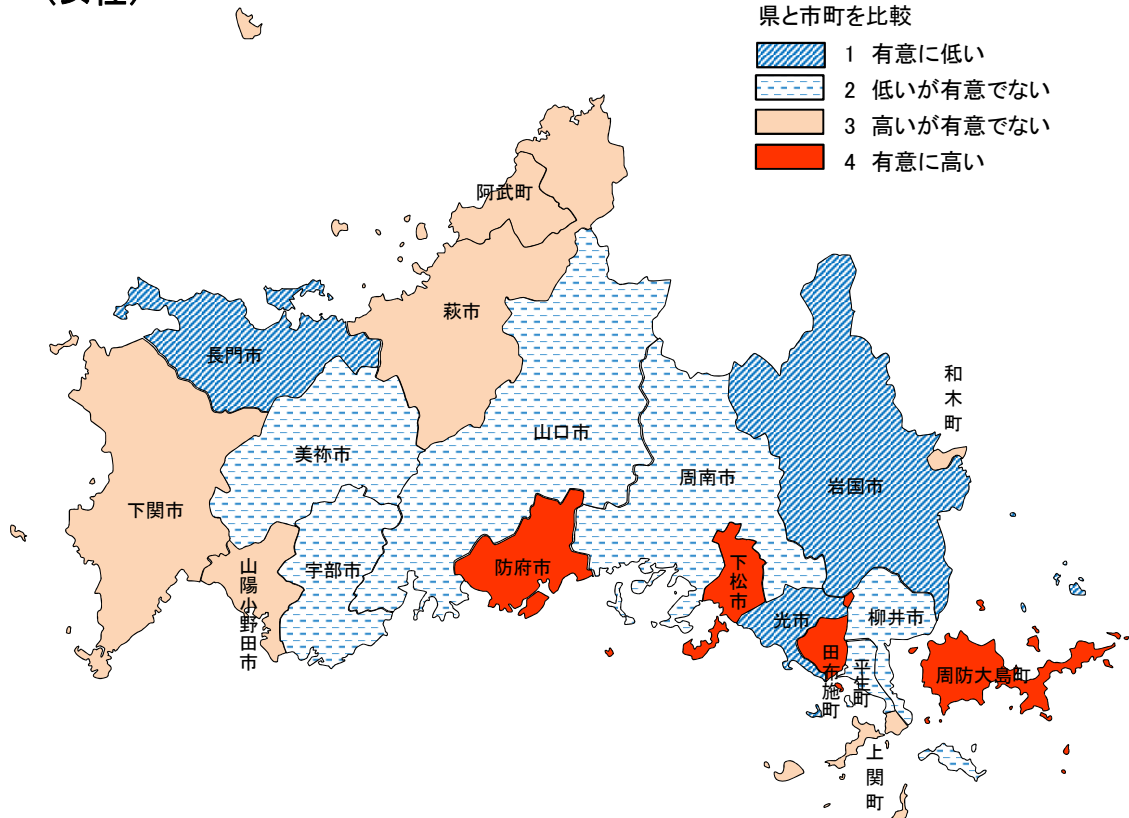 (女性)
県と市町を比較
1 有意に低い
2 低いが有意でない
3 高いが有意でない
4 有意に高い
阿武町
萩市
長門市
和木町
山口市
美祢市
周南市
岩国市
下関市
山陽小野田市
宇部市
防府市
下松市
光市
柳井市
田布施町
平生町
周防大島町
上関町